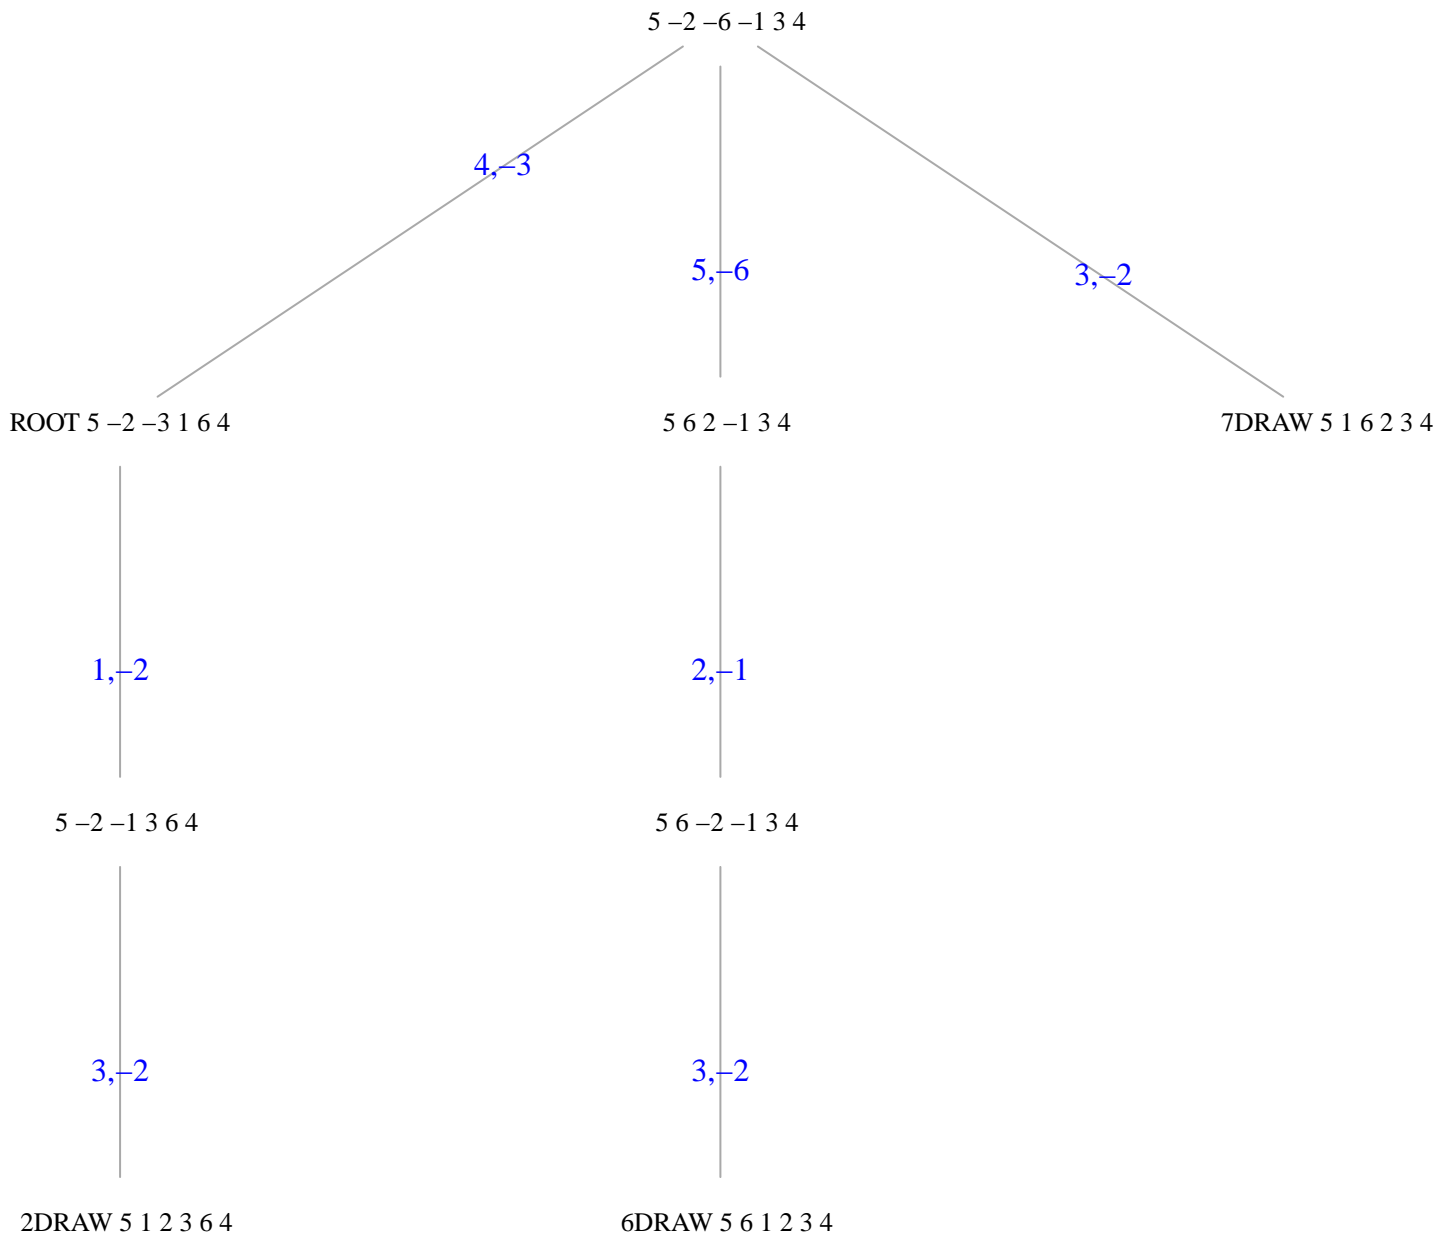 5 –2 –6 –1 3 4
4,–3
5,–6
3,–2
ROOT 5 –2 –3 1 6 4
5 6 2 –1 3 4
7DRAW 5 1 6 2 3 4
1,–2
2,–1
5 –2 –1 3 6 4
5 6 –2 –1 3 4
3,–2
3,–2
2DRAW 5 1 2 3 6 4
6DRAW 5 6 1 2 3 4